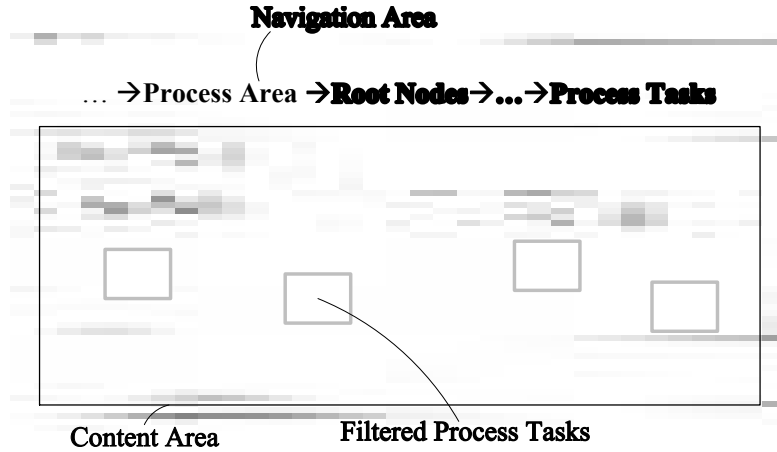 Navigation Area
... →Process Area →Root Nodes→...→Process Tasks
Content Area
Filtered Process Tasks